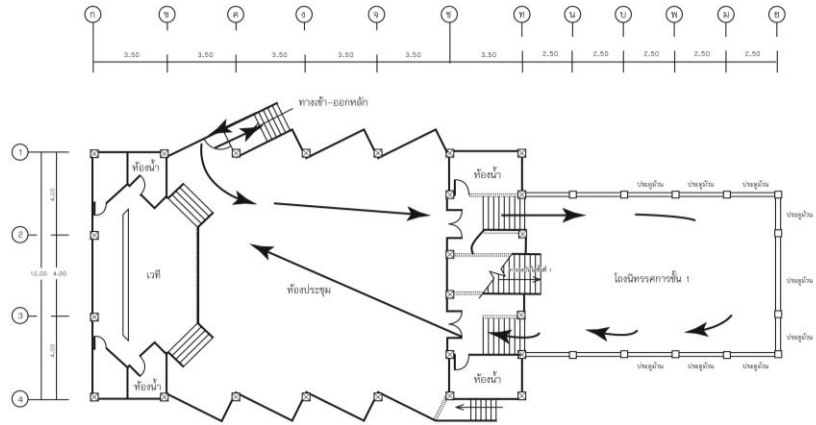 ก ข ค ง จ ช ท น บ พ ม ย
3.50 3.50 3.50 3.50 3.50 3.50 2.50 2.50 2.50 2.50 2.50
ทางเข้า-ออกหลัก
1
ห้องน้ำ
ห้องน้ำ
ประตูม้วน ประตูม้วน ประตูม้วน
4.00
2
ประตูม้วน
12.00 4.00
เวที
โถงนิทรรศการชั้น 1
ประตูม้วน
ห้องประชุม
3
ประตูม้วน
4.00
ประตูม้วน ประตูม้วน ประตูม้วน
ห้องน้ำ
ห้องน้ำ
4